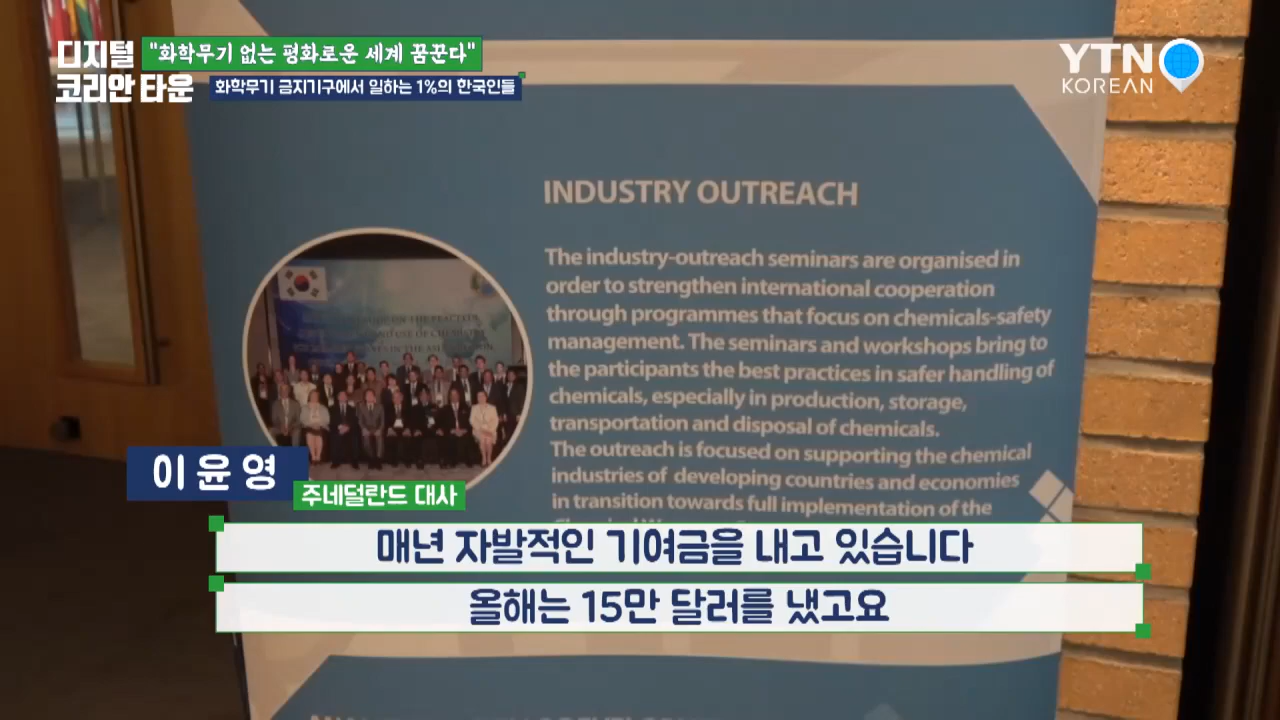 디지털
코리안 타운
"화학무기 없는 평화로운 세계 꿈꾼다"
화학무기 금지기구에서 일하는 1%의 한국인들
YTN
KOREAN
INDUSTRY OUTREACH
The industry-outreach seminars are organised in
order to strengthen international cooperation
through programmes that focus on chemicals-safety
management. The seminars and workshops bring to
the participants the best practices in safer handling of
chemicals, especially in production, storage,
transportation and disposal of chemicals.
The outreach is focused on supporting the chemical
industries of developing countries and economies
in transition towards full implementation of the
이윤영
주네덜란드 대사
매년 자발적인 기여금을 내고 있습니다
올해는 15만 달러를 냈고요